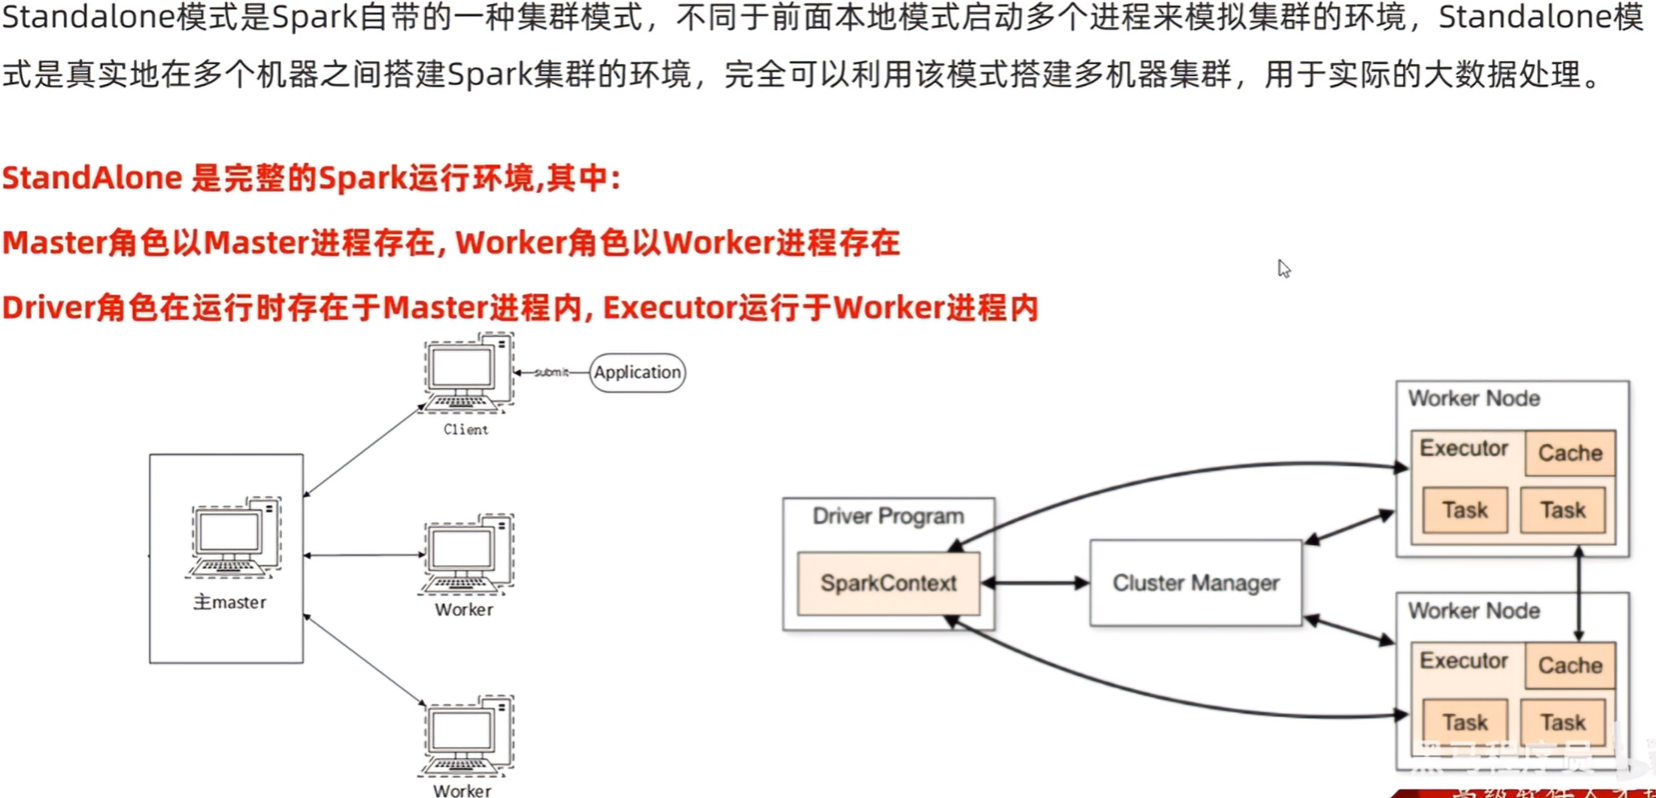 Standalone模式是Spark自带的一种集群模式，不同于前面本地模式启动多个进程来模拟集群的环境，Standalone模
式是真实地在多个机器之间搭建Spark集群的环境，完全可以利用该模式搭建多机器集群，用于实际的大数据处理。
StandAlone 是完整的Spark运行环境,其中:
Master角色以Master进程存在, Worker角色以Worker进程存在
Driver角色在运行时存在于Master进程内, Executor运行于Worker进程内
submit
Application
Client
主master
Worker
Worker
Driver Program
SparkContext
Cluster Manager
Worker Node
Executor
Cache
Task
Task
Worker Node
Executor
Cache
Task
Task
黑马程序员